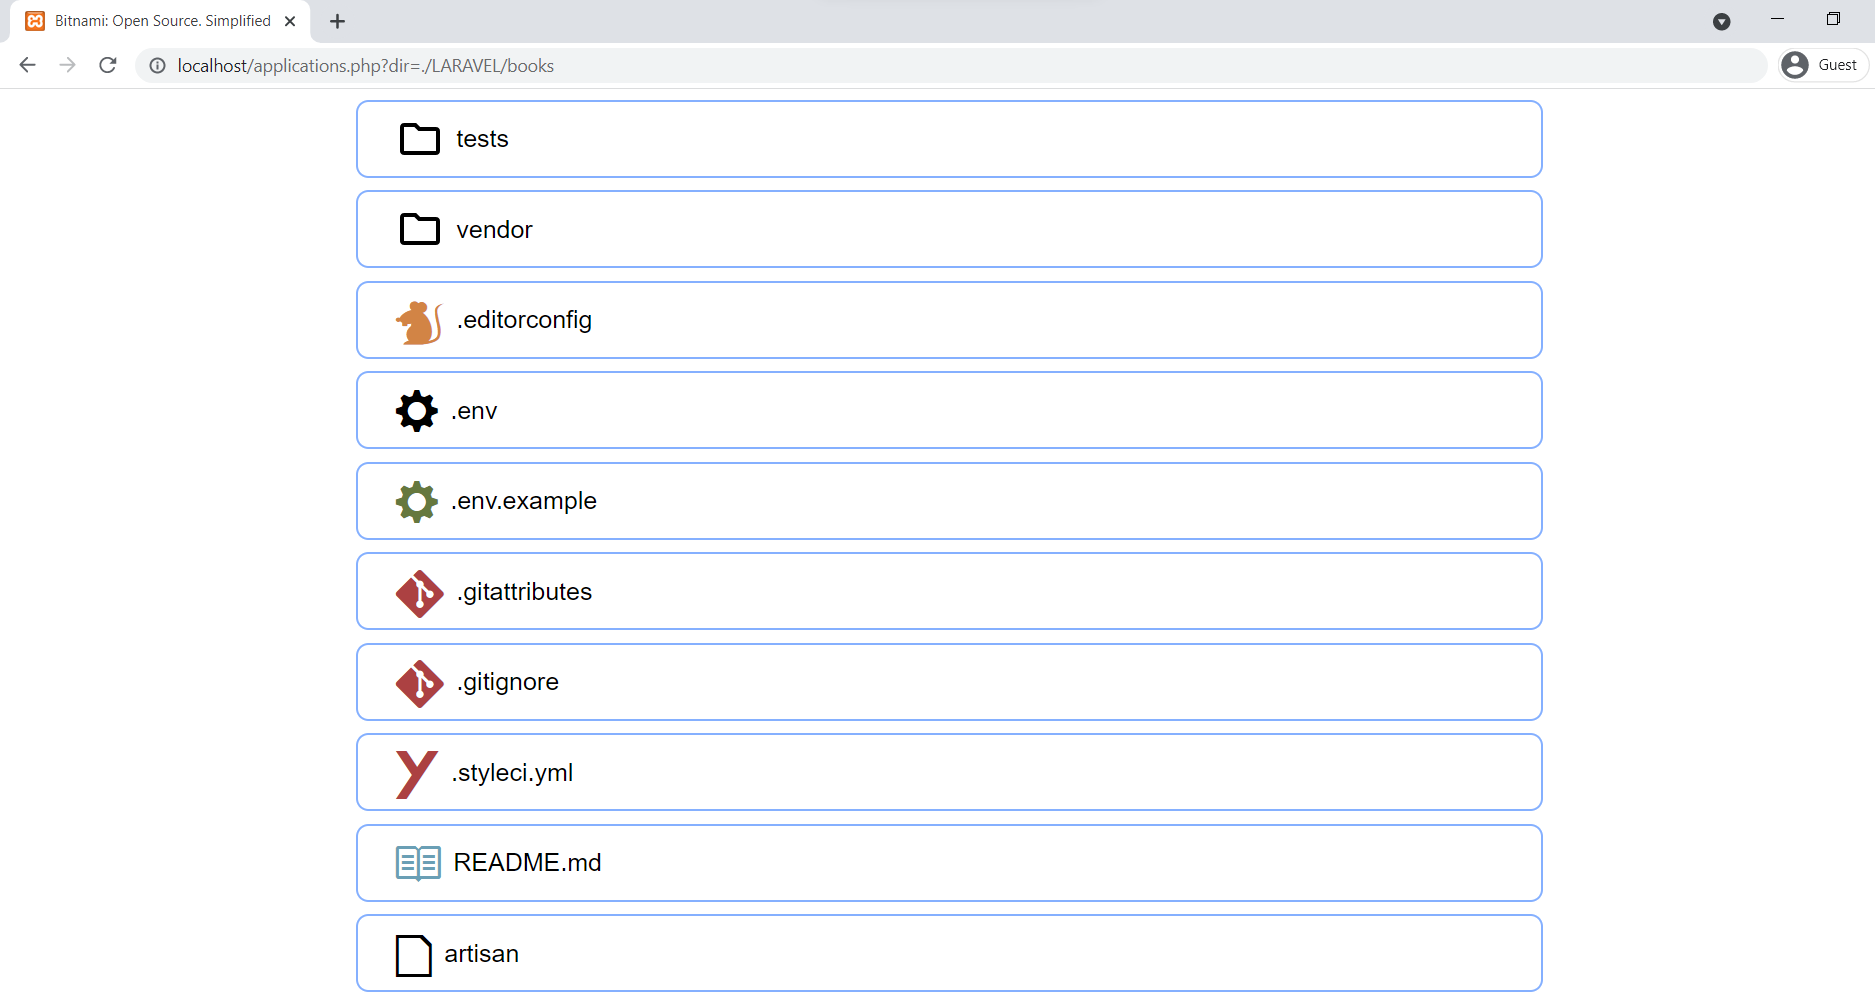 Bitnami: Open Source. Simplified
localhost/applications.php?dir=./LARAVEL/books
Guest
tests
vendor
.editorconfig
.env
.env.example
.gitattributes
.gitignore
.styleci.yml
README.md
artisan